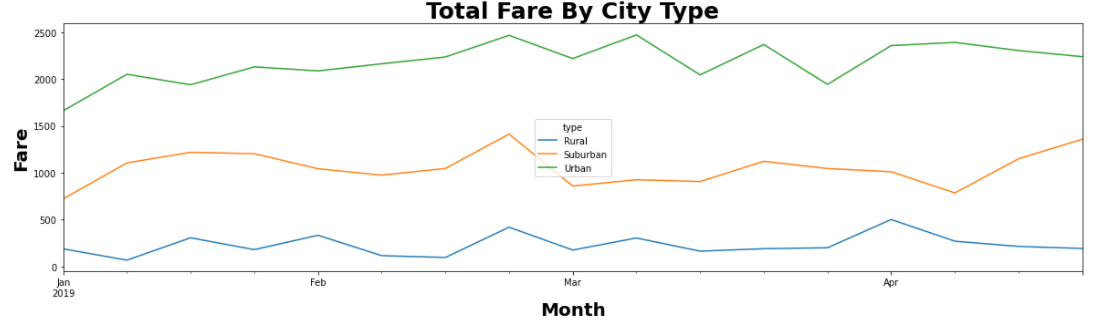 Total Fare By City Type
2500
2000
1500
1000
500
0
Fare
type
Rural
Suburban
Urban
Jan
2019
Feb
Mar
Apr
Month